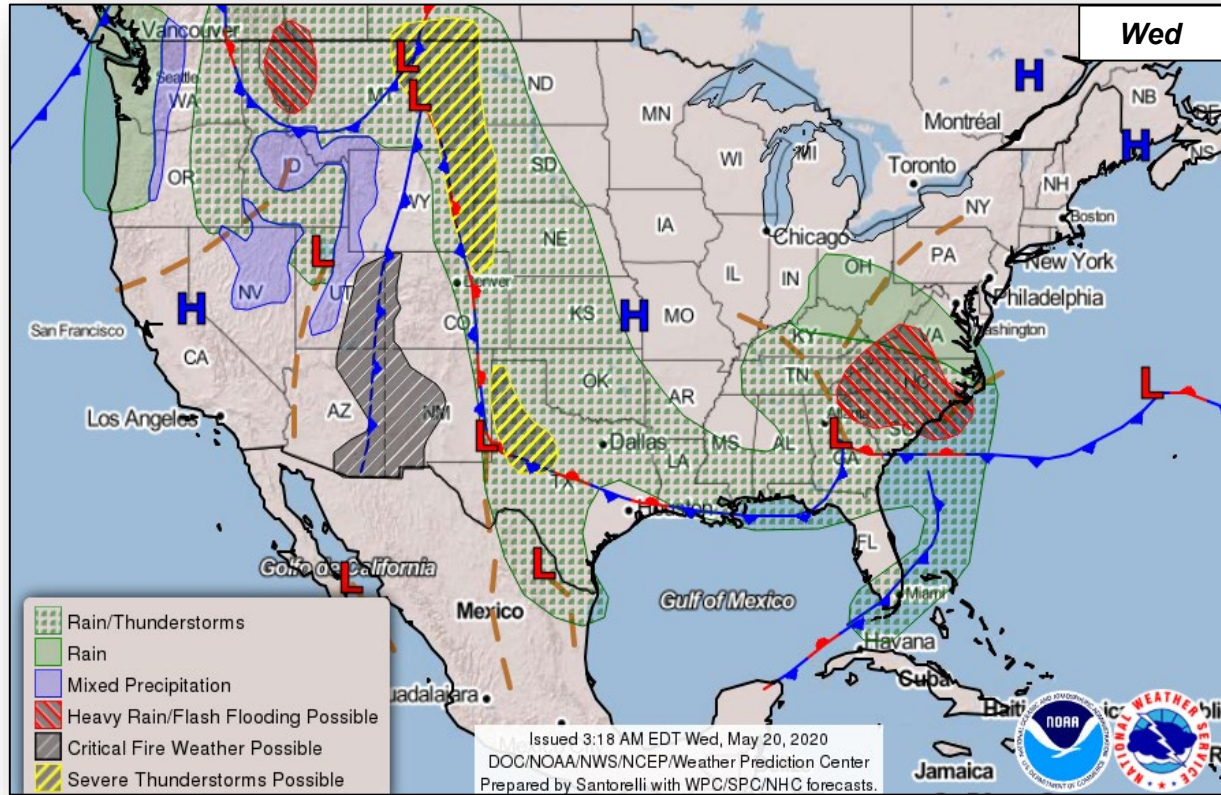 Wed
Vancouver
Seattle
WA
MT
ND
MN
Montréal
NB
PE
NS
OR
ID
SD
WI
MI
Toronto
NH
Boston
WY
NE
IA
Chicago
NY
New York
PA
Philadelphia
NV
UT
Denver
CO
KS
MO
IL
IN
OH
KY
VA
Washington
San Francisco
CA
Los Angeles
AZ
NM
OK
AR
TN
NC
Atlanta
SC
Dallas
MS
AL
GA
LA
TX
Houston
FL
Miami
Golfo de California
Mexico
Gulf of Mexico
Havana
Cuba
Jamaica
H
H
H
H
L
L
L
L
L
L
L
L
Rain/Thunderstorms
Rain
Mixed Precipitation
Heavy Rain/Flash Flooding Possible
Critical Fire Weather Possible
Severe Thunderstorms Possible
Issued 3:18 AM EDT Wed, May 20, 2020
DOC/NOAA/NWS/NCEP/Weather Prediction Center
Prepared by Santorelli with WPC/SPC/NHC forecasts.
NOAA
NATIONAL WEATHER SERVICE